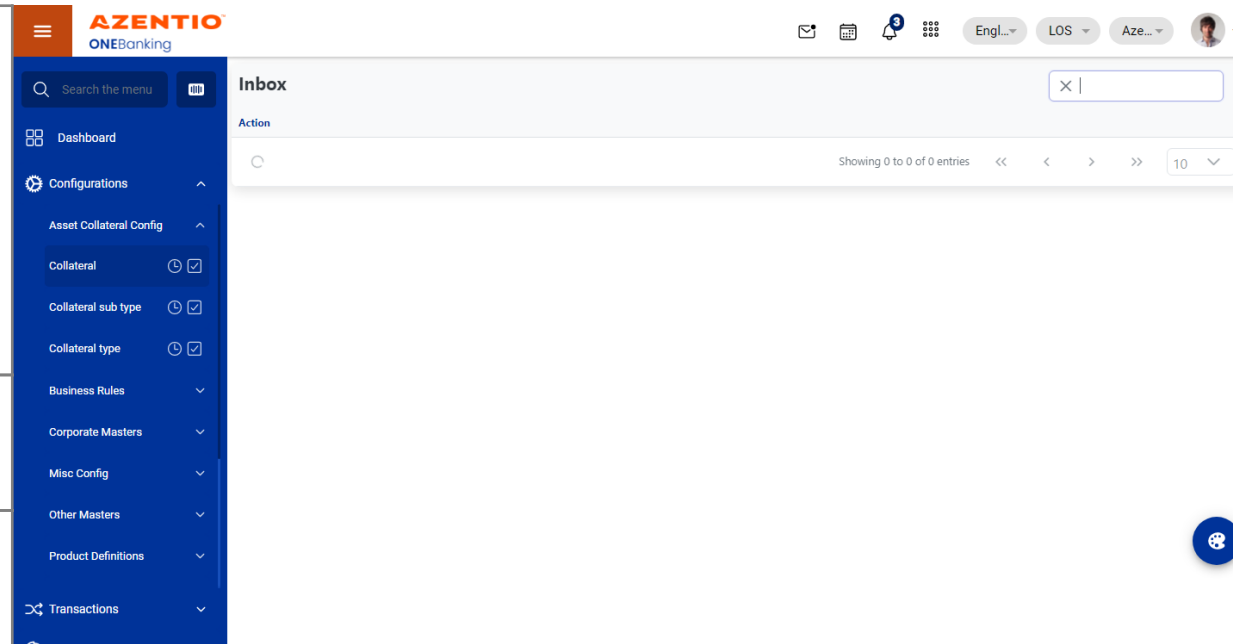 AZENTIO
ONEBanking
3
Engl...
LOS
Aze...
Search the menu
Inbox
Dashboard
Action
Showing 0 to 0 of 0 entries << < > >> 10
Configurations
Asset Collateral Config
Collateral
Collateral sub type
Collateral type
Business Rules
Corporate Masters
Misc Config
Other Masters
Product Definitions
Transactions